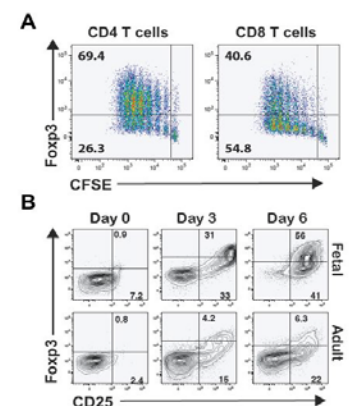 A
CD4 T cells CD8 T cells
69.4 40.6
26.3 54.8
Foxp3
CFSE
B
Day 0 Day 3 Day 6
0.9 31 56
7.2 33 41
Fetal
0.8 4.2 6.3
2.4 15 22
Adult
Foxp3
CD25